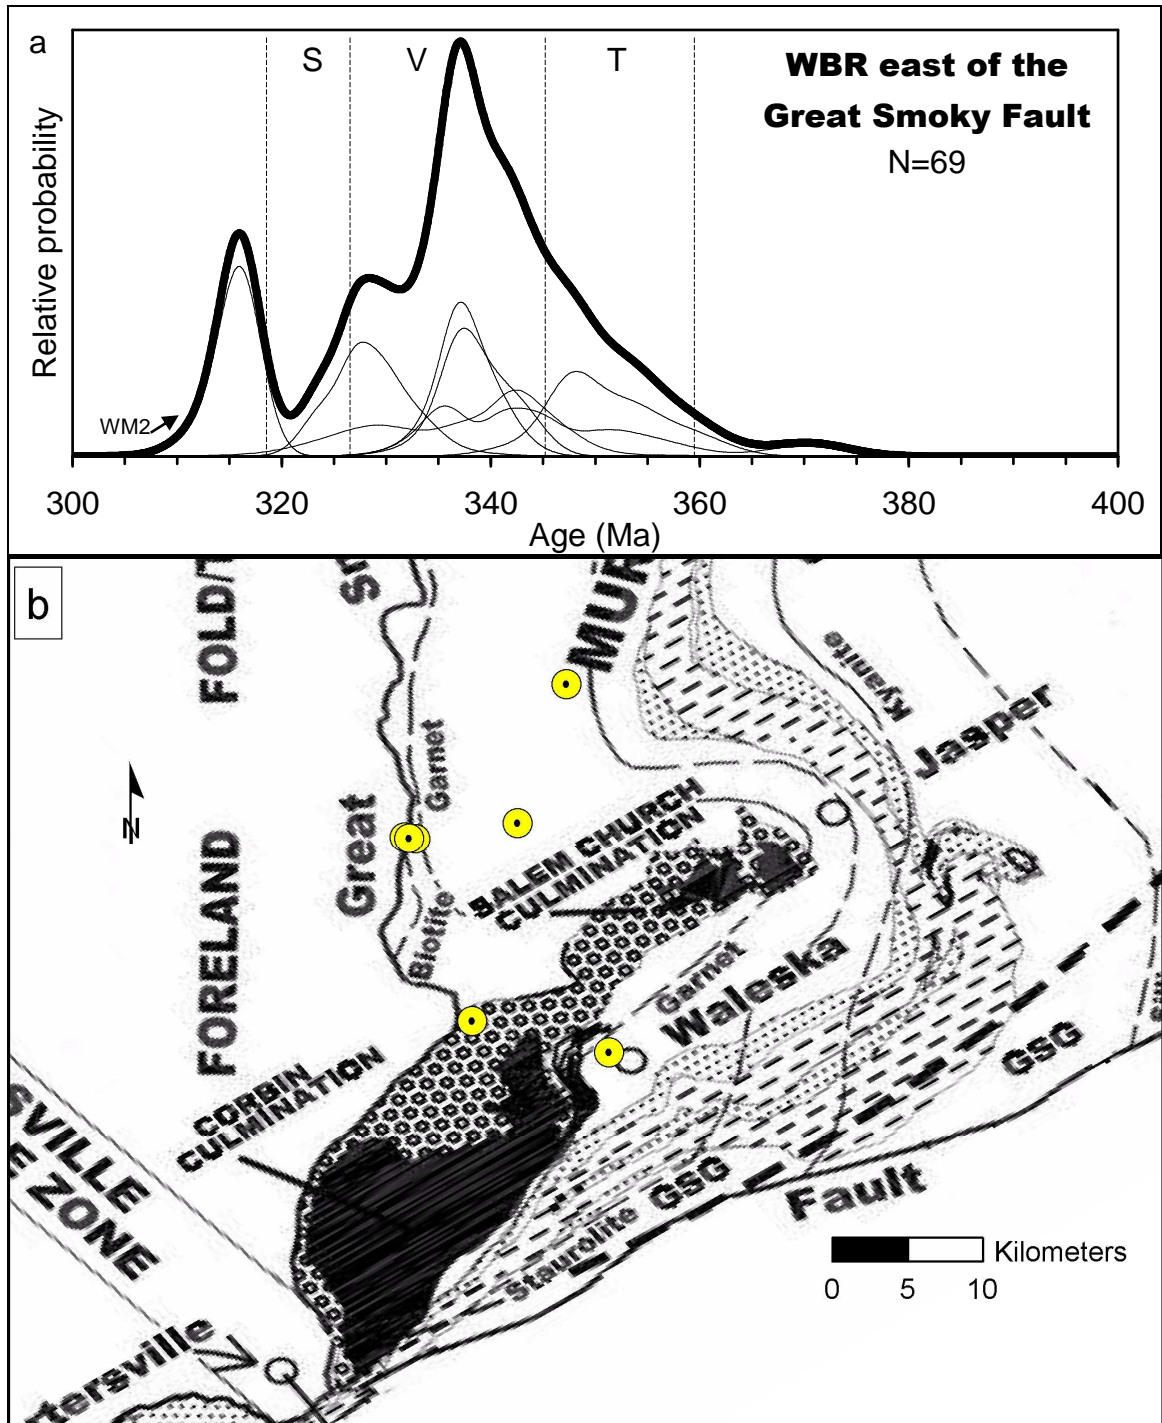 a
S
V
T
WBR east of the
Great Smoky Fault
N=69
Relative probability
WM2
300
320
340
360
380
400
Age (Ma)
b
FOLD/
MUR
Kyanite
Jasper
Garnet
N
Great
SALEM CHURCH
CULMINATION
Biotite
FORELAND
Garnet
Waleska
GSG
CORBIN
CULMINATION
SVILLE
E ZONE
GSG
Fault
Staurolite
Kilometers
0
5
10
tersville